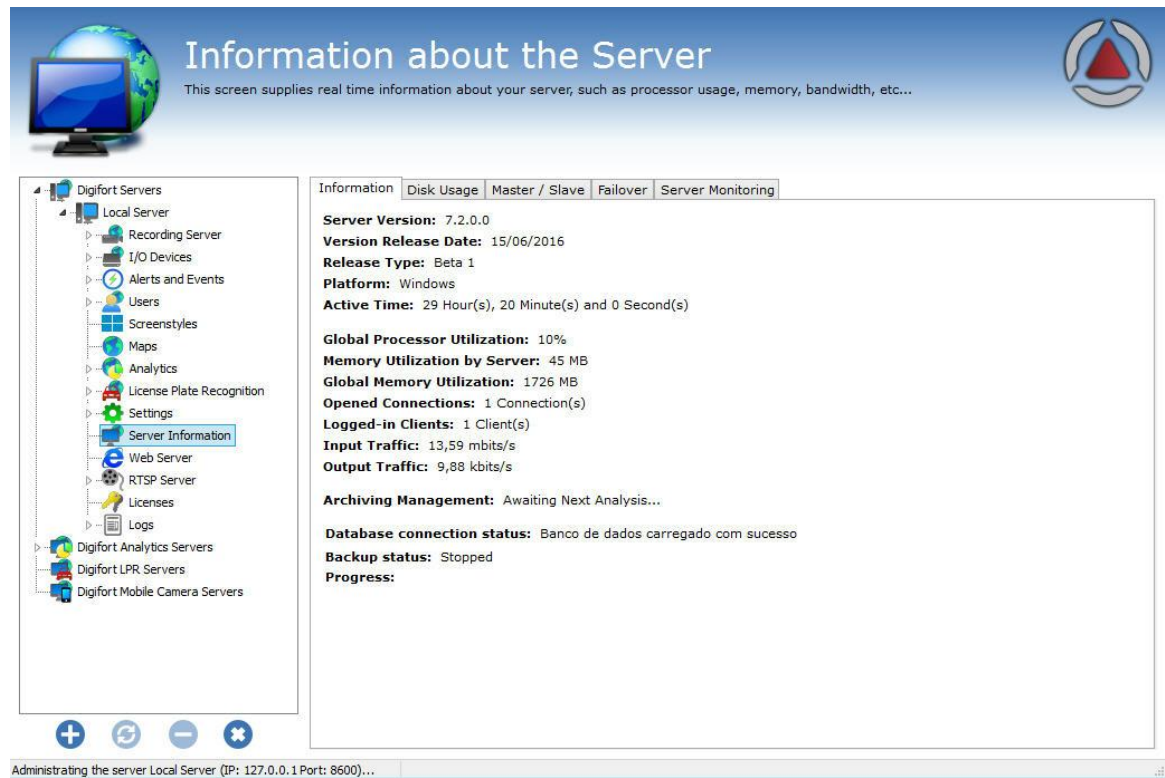 Information about the Server
This screen supplies real time information about your server, such as processor usage, memory, bandwidth, etc...
Digifort Servers
Local Server
Recording Server
I/O Devices
Alerts and Events
Users
Screenstyles
Maps
Analytics
License Plate Recognition
Settings
Server Information
Web Server
RTSP Server
Licenses
Logs
Digifort Analytics Servers
Digifort LPR Servers
Digifort Mobile Camera Servers
Information Disk Usage Master / Slave Failover Server Monitoring
Server Version: 7.2.0.0
Version Release Date: 15/06/2016
Release Type: Beta 1
Platform: Windows
Active Time: 29 Hour(s), 20 Minute(s) and 0 Second(s)
Global Processor Utilization: 10%
Memory Utilization by Server: 45 MB
Global Memory Utilization: 1726 MB
Opened Connections: 1 Connection(s)
Logged-in Clients: 1 Client(s)
Input Traffic: 13,59 mbits/s
Output Traffic: 9,88 kbits/s
Archiving Management: Awaiting Next Analysis...
Database connection status: Banco de dados carregado com sucesso
Backup status: Stopped
Progress:
Administrating the server Local Server (IP: 127.0.0.1 Port: 8600)...